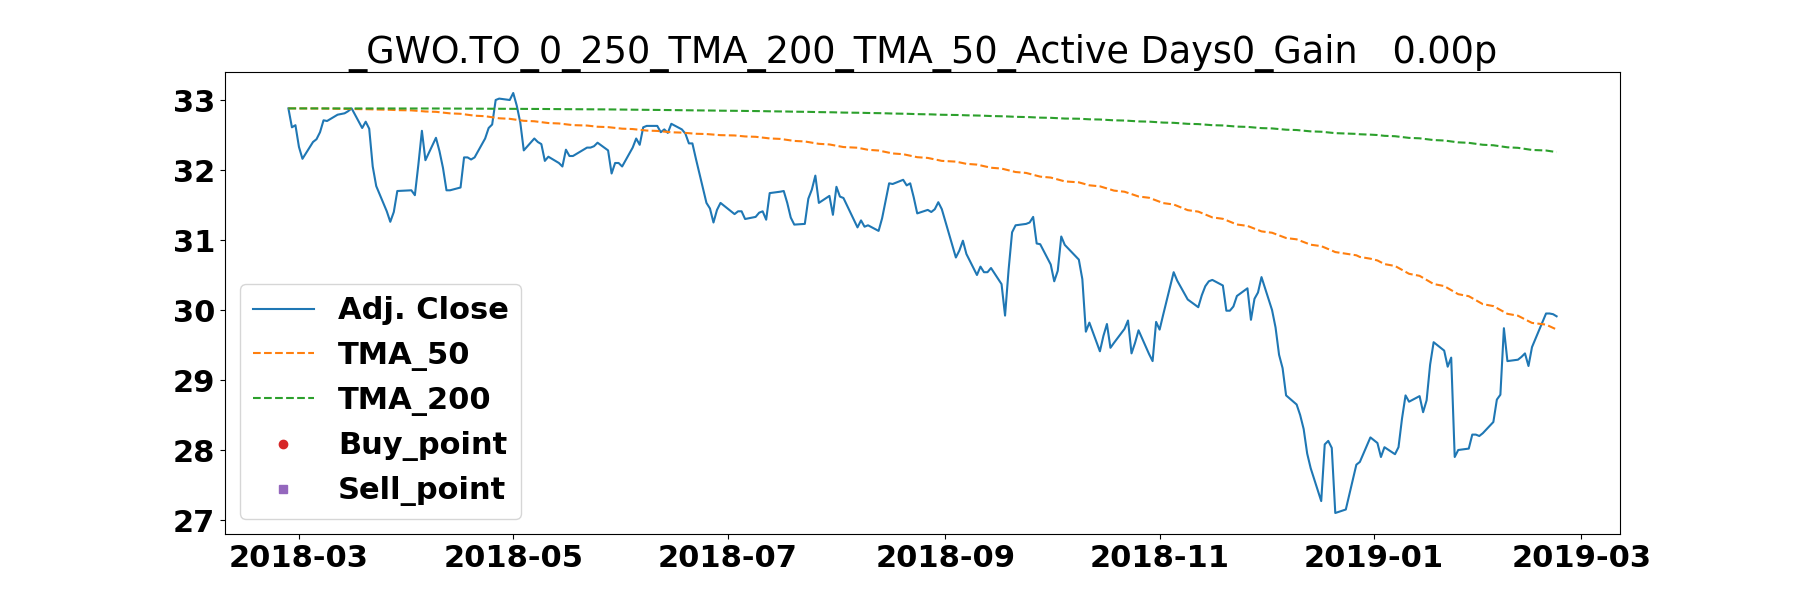 _GWO.TO_0_250_TMA_200_TMA_50_Active Days0_Gain   0.00p
33
32
31
30
29
28
27
Adj. Close
TMA_50
TMA_200
Buy_point
Sell_point
2018-03 2018-05 2018-07 2018-09 2018-11 2019-01 2019-03